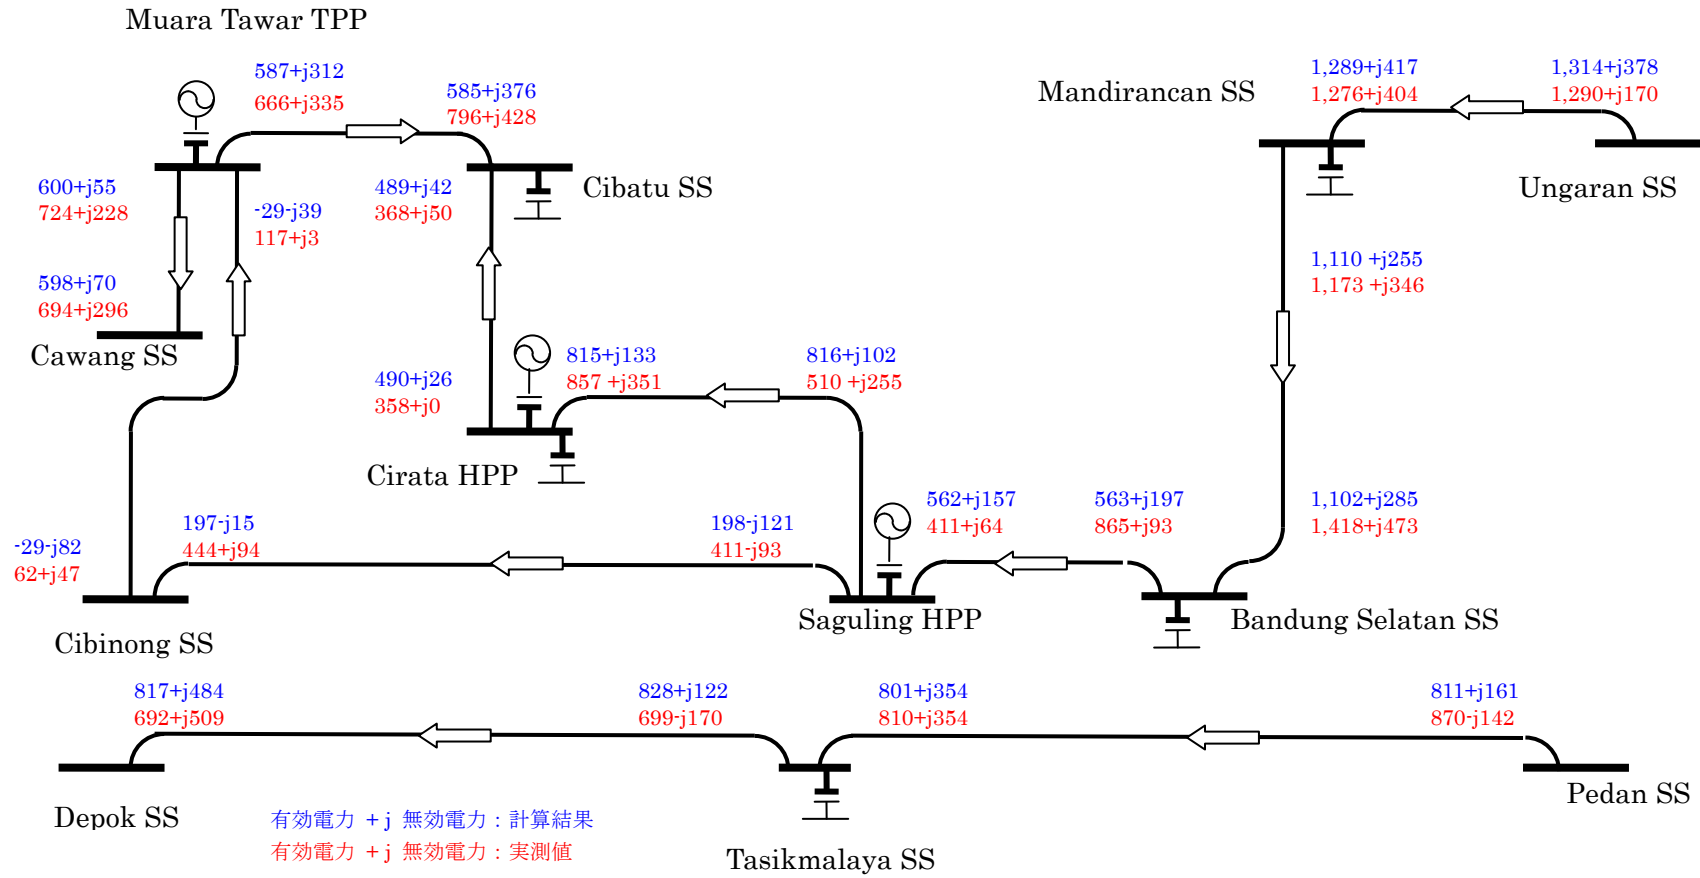 Muara Tawar TPP
587+j312
666+j335
585+j376
796+j428
Mandirancan SS
1,289+j417
1,276+j404
1,314+j378
1,290+j170
600+j55
724+j228
-29-j39
117+j3
489+j42
368+j50
Cibatu SS
Ungaran SS
598+j70
694+j296
1,110 +j255
1,173 +j346
Cawang SS
490+j26
358+j0
815+j133
857 +j351
816+j102
510 +j255
Cirata HPP
-29-j82
62+j47
197-j15
444+j94
198-j121
411-j93
562+j157
411+j64
563+j197
865+j93
1,102+j285
1,418+j473
Cibinong SS
Saguling HPP
Bandung Selatan SS
817+j484
692+j509
828+j122
699-j170
801+j354
810+j354
811+j161
870-j142
Depok SS
Tasikmalaya SS
Pedan SS
有効電力 +j 無効電力：計算結果
有効電力 +j 無効電力：実測値